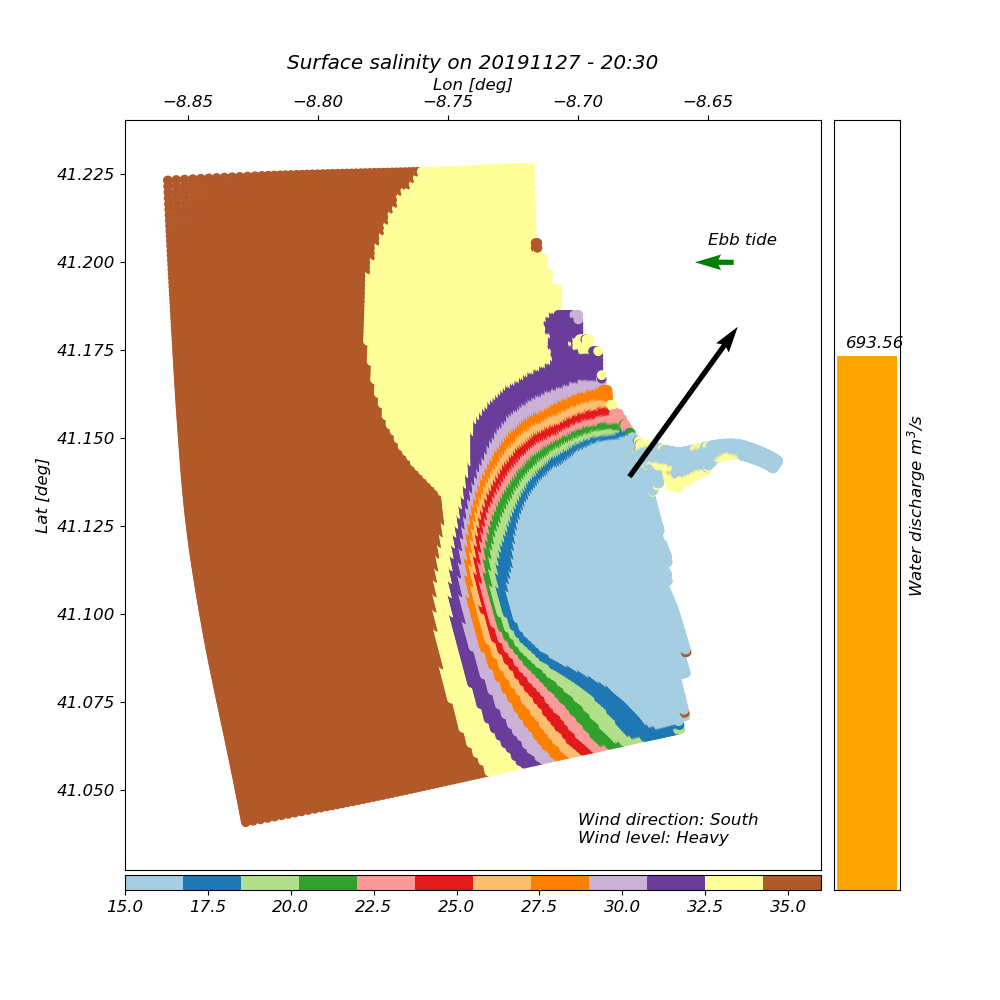 Surface salinity on 20191127 - 20:30
Lon [deg]
−8.85 −8.80 −8.75 −8.70 −8.65
41.225
41.200
41.175
41.150
41.125
41.100
41.075
41.050
Lat [deg]
Ebb tide
693.56
Water discharge m³/s
Wind direction: South
Wind level: Heavy
15.0 17.5 20.0 22.5 25.0 27.5 30.0 32.5 35.0